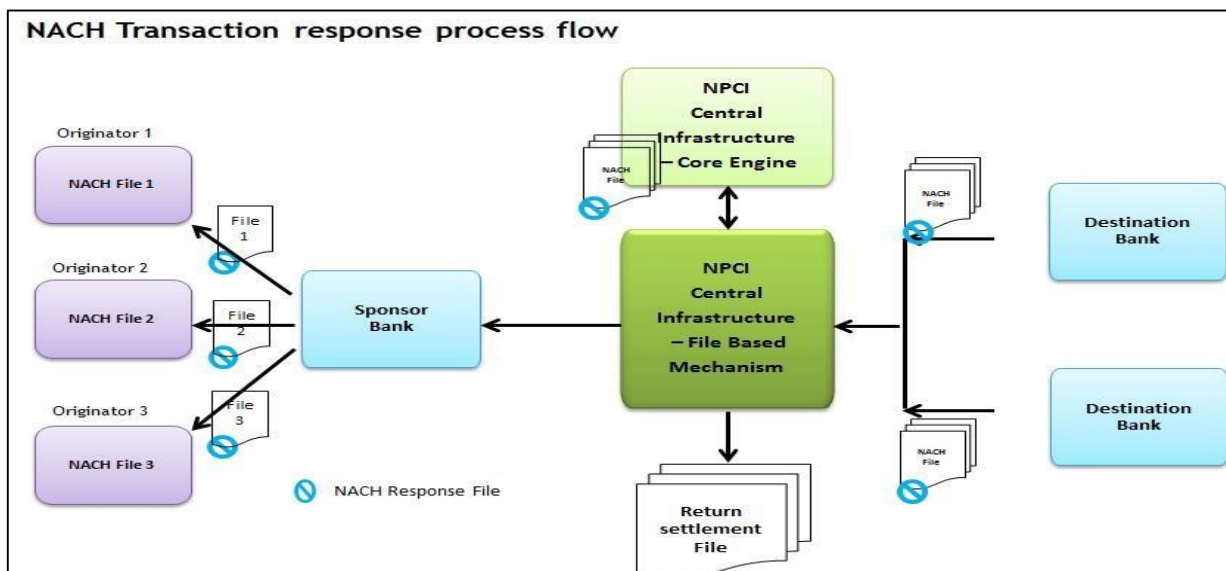 NACH Transaction response process flow
Originator 1
NACH File 1
File
1
Originator 2
NACH File 2
File
2
Originator 3
NACH File 3
File
3
Sponsor
Bank
NACH Response File
NPCI
Central
Infrastructure
– Core Engine
NACH
File
NPCI
Central
Infrastructure
– File Based
Mechanism
Return
settlement
File
NACH
File
Destination
Bank
NACH
File
Destination
Bank